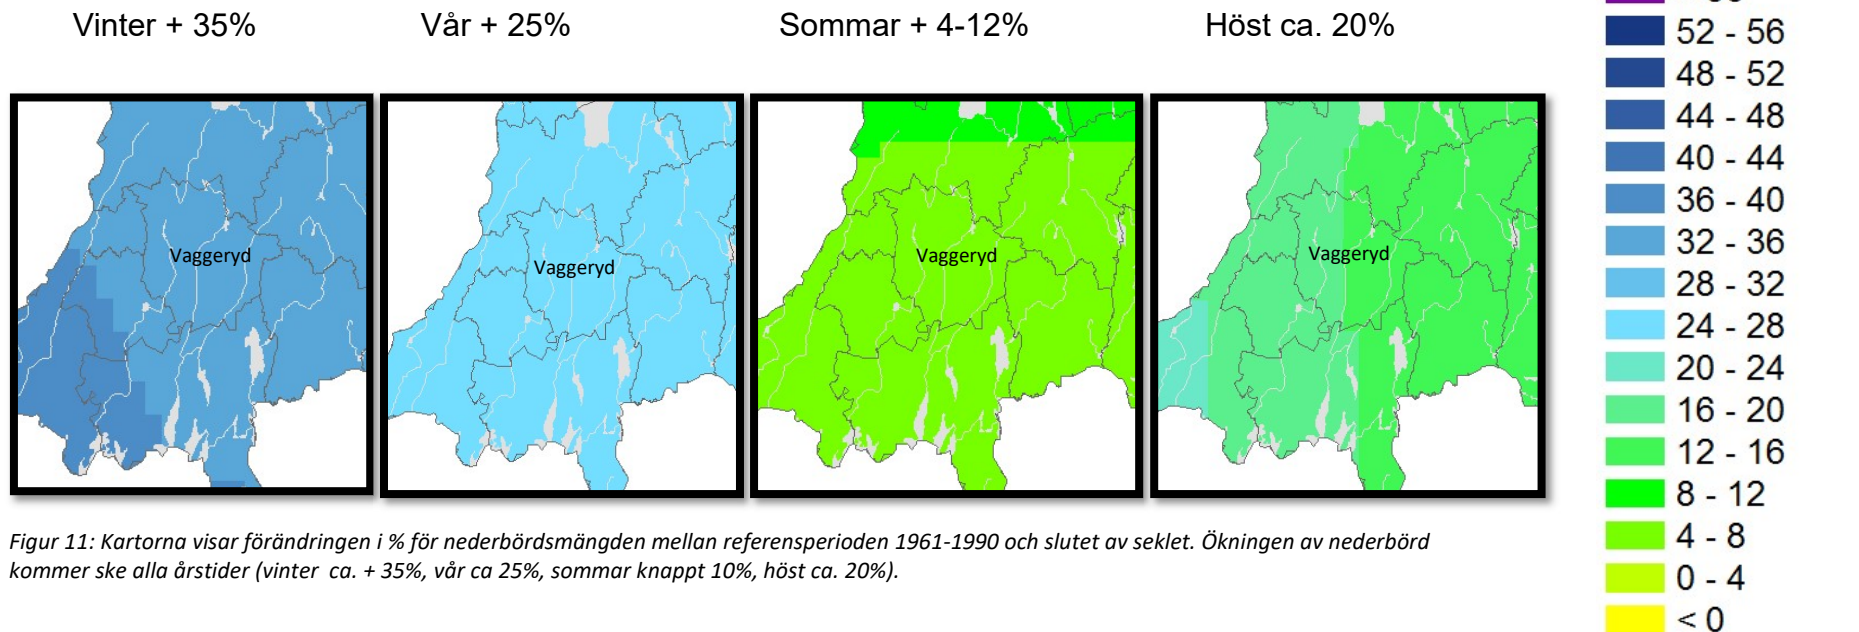 Vinter + 35%
Vår + 25%
Sommar + 4-12%
Höst ca. 20%
Vaggeryd
Vaggeryd
Vaggeryd
Vaggeryd
52 - 56
48 - 52
44 - 48
40 - 44
36 - 40
32 - 36
28 - 32
24 - 28
20 - 24
16 - 20
12 - 16
8 - 12
4 - 8
0 - 4
< 0
Figur 11: Kartorna visar förändringen i % för nederbördsmängden mellan referensperioden 1961-1990 och slutet av seklet. Ökningen av nederbörd
kommer ske alla årstider (vinter ca. + 35%, vår ca 25%, sommar knappt 10%, höst ca. 20%).